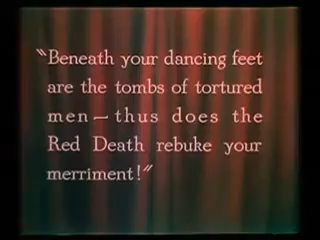 "Beneath your dancing feet
are the tombs of tortured
men—thus does the
Red Death rebuke your
merriment!"